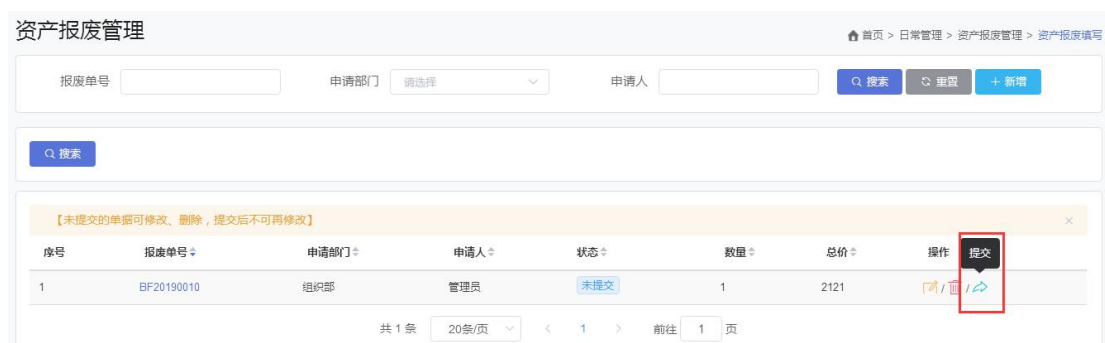 资产报废管理
首页 > 日常管理 > 资产报废管理 > 资产报废填写
报废单号 申请部门 请选择 申请人 搜索 重置 + 新增
搜索
【未提交的单据可修改、删除，提交后不可再修改】 ×
序号 报废单号 申请部门 申请人 状态 数量 总价 操作 提交
1 BF20190010 组织部 管理员 未提交 1 2121 / /
共 1 条 20条/页 < 1 > 前往 1 页